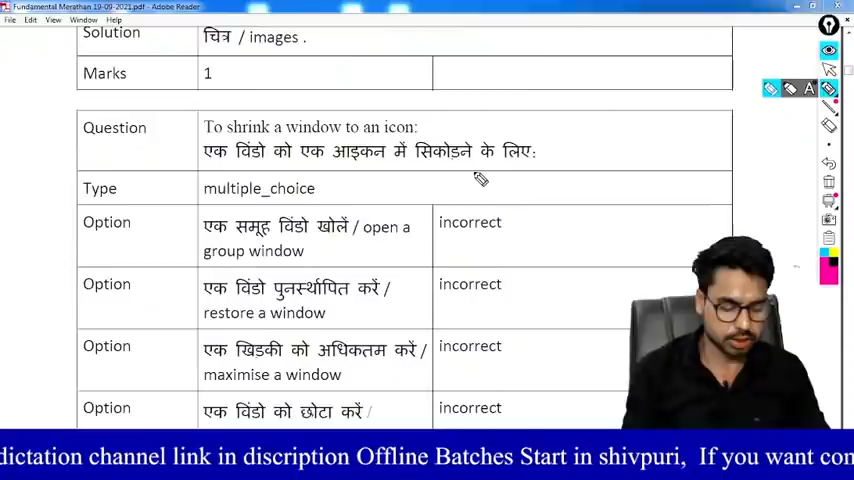 Fundamental Merathan 19-09-2021.pdf - Adobe Reader
File Edit View Window Help
Solution चित्र / images .
Marks 1
Question To shrink a window to an icon:
एक विंडो को एक आइकन में सिकोड़ने के लिए:
Type multiple_choice
Option एक समूह विंडो खोलें / open a incorrect
group window
Option एक विंडो पुनर्स्थापित करें / incorrect
restore a window
Option एक खिडकी को अधिकतम करें / incorrect
maximise a window
Option एक विंडो को छोटा करें / incorrect
dictation channel link in discription Offline Batches Start in shivpuri, If you want con